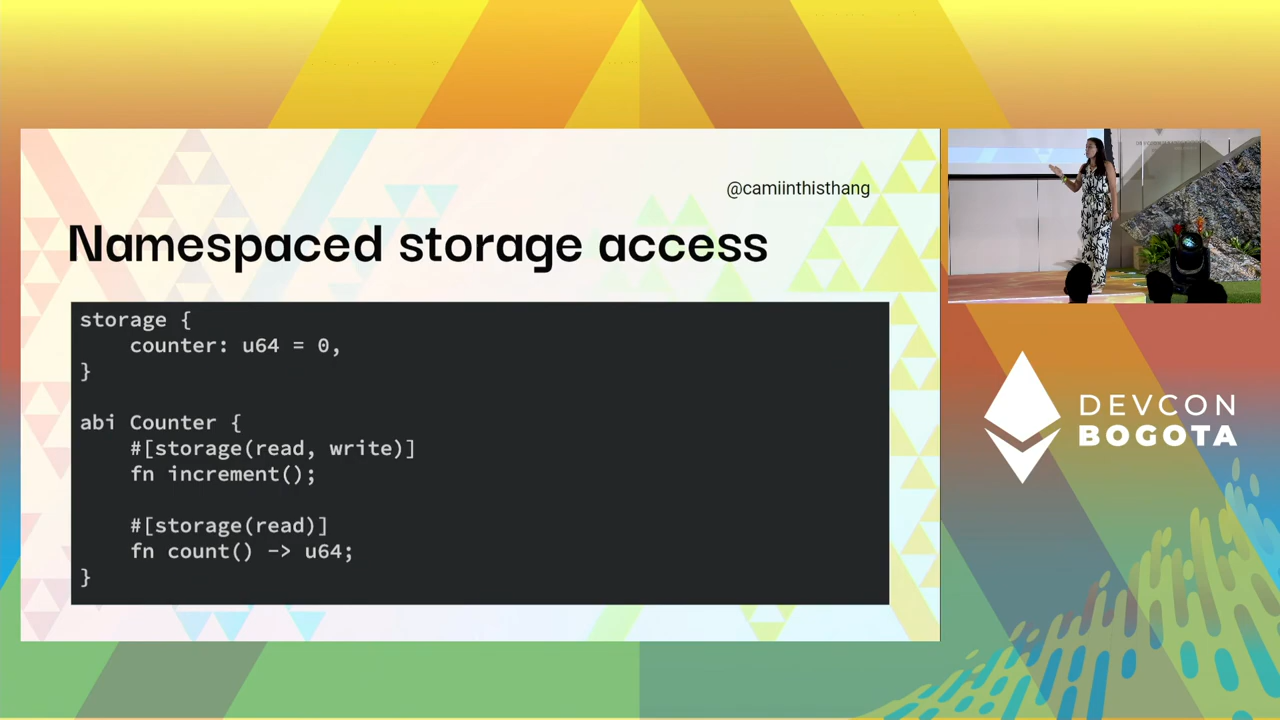 @camiinthisthang
Namespaced storage access
storage {
    counter: u64 = 0,
}
abi Counter {
    #[storage(read, write)]
    fn increment();
    #[storage(read)]
    fn count() -> u64;
}
DEVCON
BOGOTA